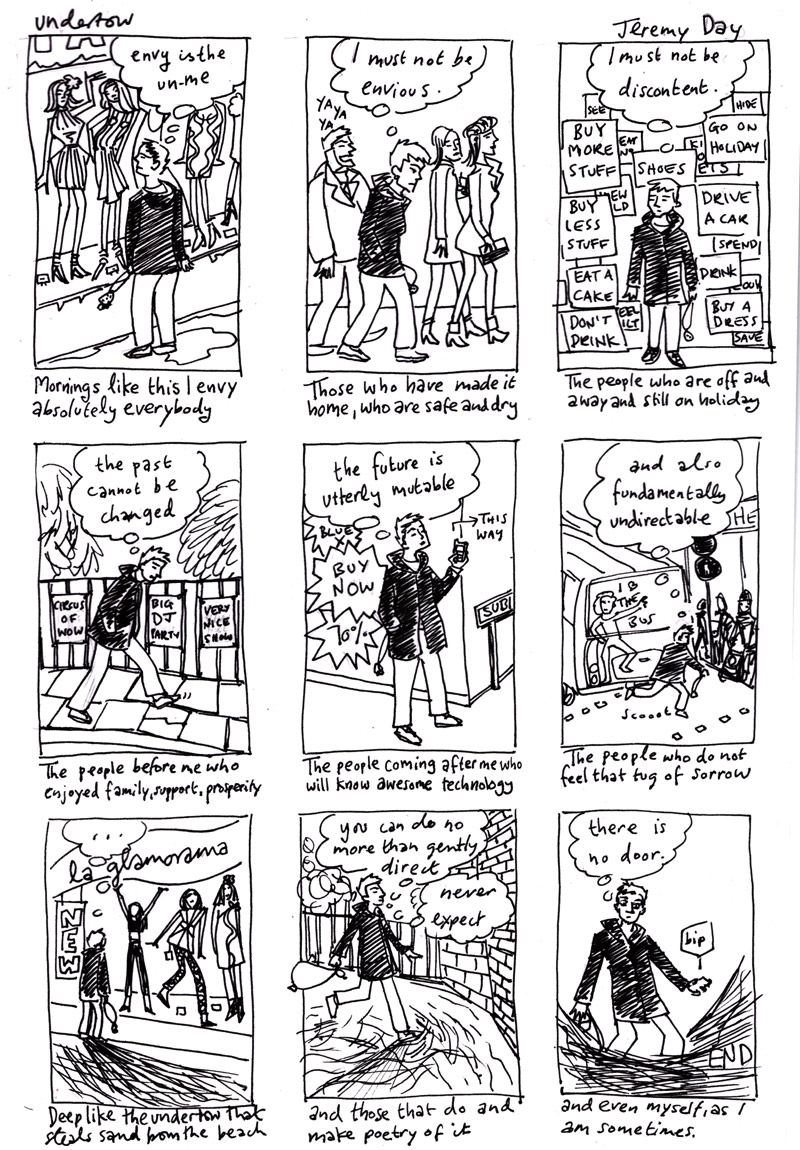 undertow
Jeremy Day
envy is the
un-me
Mornings like this I envy
absolutely everybody
I must not be
envious.
YA YA
YA
Those who have made it
home, who are safe and dry
I must not be
discontent.
SEE
HIDE
BUY
MORE
STUFF
EAT
GO ON
HOLIDAY
SHOES
BUY
LESS
STUFF
DRIVE
A CAR
SPEND
EAT A
CAKE
DRINK
DON'T
DRINK
BUY A
DRESS
SAVE
The people who are off and
away and still on holiday
the past
cannot be
changed
CIRCUS
OF
WOW
BIG
DJ
PARTY
VERY
NICE
SHOW
The people before me who
enjoyed family, support, prosperity
the future is
utterly mutable
THIS
WAY
BLUE
BUY
NOW
10%
SUB
The people coming after me who
will know awesome technology
and also
fundamentally
undirectable
HE
BUS
Scooot
The people who do not
feel that tug of sorrow
...
la glamorama
NEW
Deep like the undertow that
steals sand from the beach
you can do no
more than gently
direct
never
expect
and those that do and
make poetry of it
there is
no door.
bip
END
and even myself, as I
am sometimes.